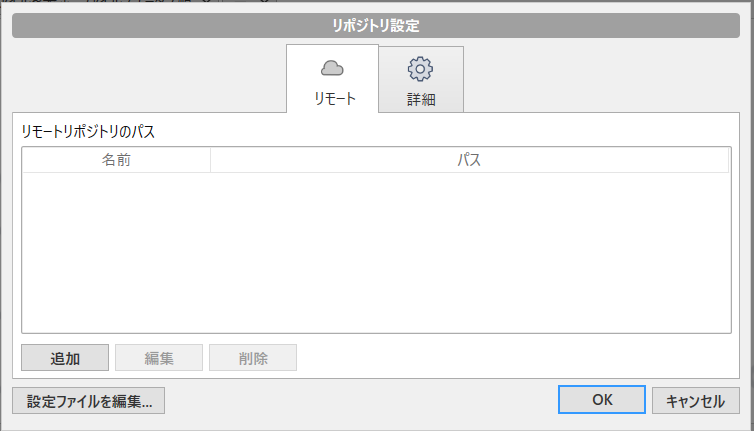 リポジトリ設定
リモート
詳細
リモートリポジトリのパス
名前
パス
追加
編集
削除
設定ファイルを編集...
OK
キャンセル